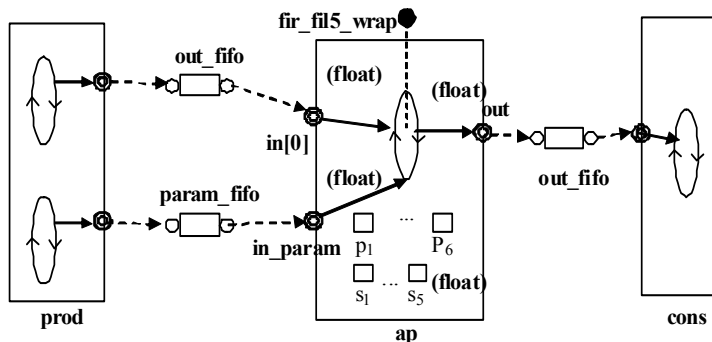 fir_fil5_wrap
out_fifo
(float)
(float)
out
in[0]
(float)
param_fifo
out_fifo
in_param
p1 ... P6
s1 ... s5
(float)
prod
ap
cons